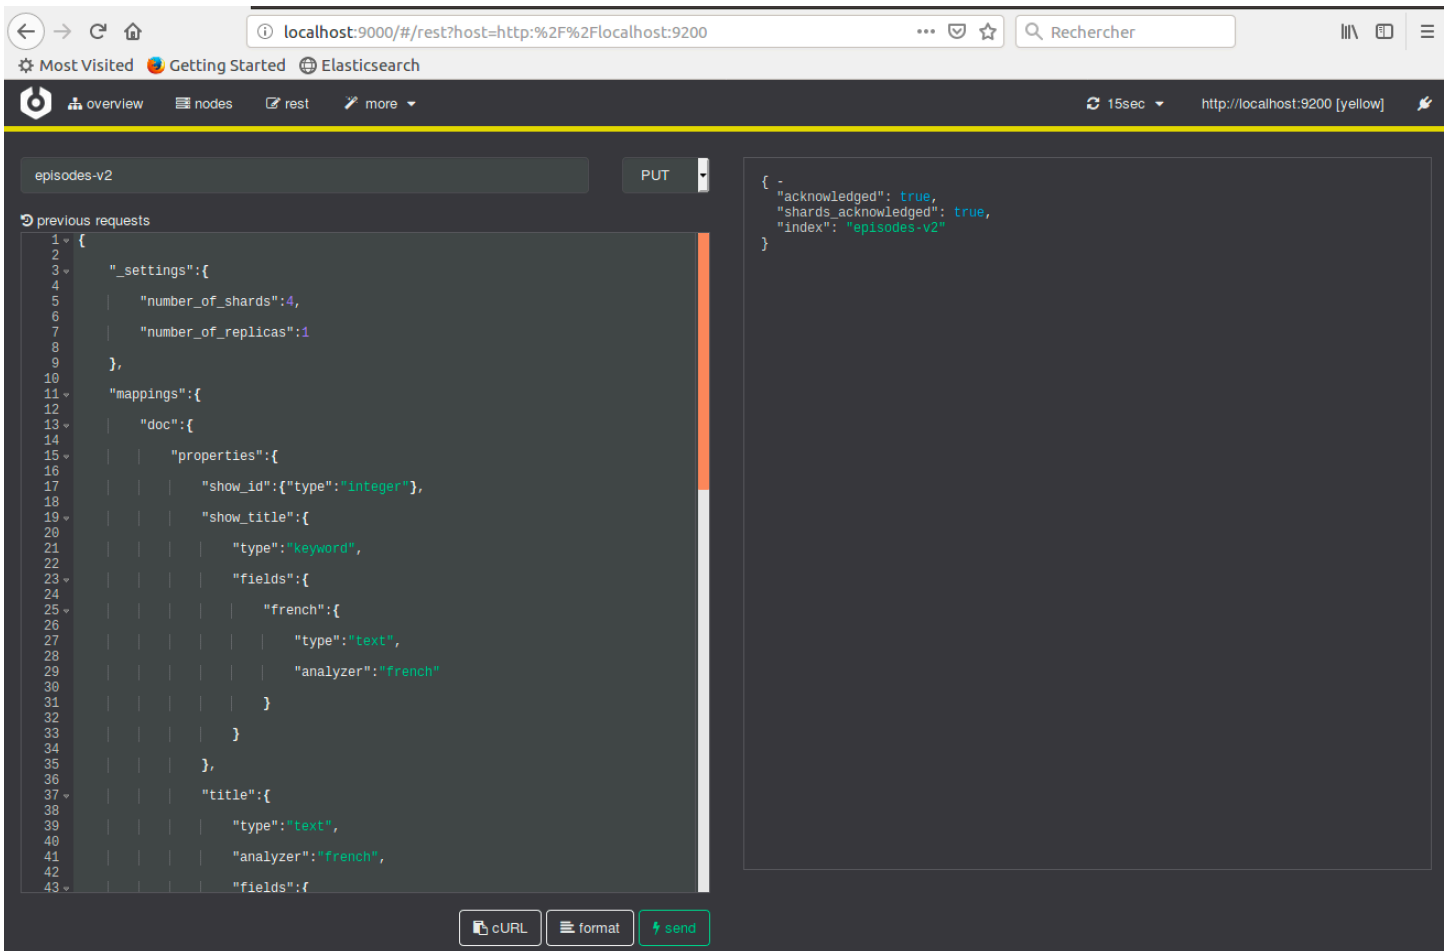 localhost:9000/#/rest?host=http:%2F%2Flocalhost:9200
Rechercher
Most Visited Getting Started Elasticsearch
overview nodes rest more 15sec http://localhost:9200 [yellow]
episodes-v2 PUT
previous requests
1 {
2
3 "_settings":{
4
5 "number_of_shards":4,
6
7 "number_of_replicas":1
8
9 },
10
11 "mappings":{
12
13 "doc":{
14
15 "properties":{
16
17 "show_id":{"type":"integer"},
18
19 "show_title":{
20
21 "type":"keyword",
22
23 "fields":{
24
25 "french":{
26
27 "type":"text",
28
29 "analyzer":"french"
30
31 }
32
33 }
34
35 },
36
37 "title":{
38
39 "type":"text",
40
41 "analyzer":"french",
42
43 "fields":{
cURL format send
{ -
"acknowledged": true,
"shards_acknowledged": true,
"index": "episodes-v2"
}